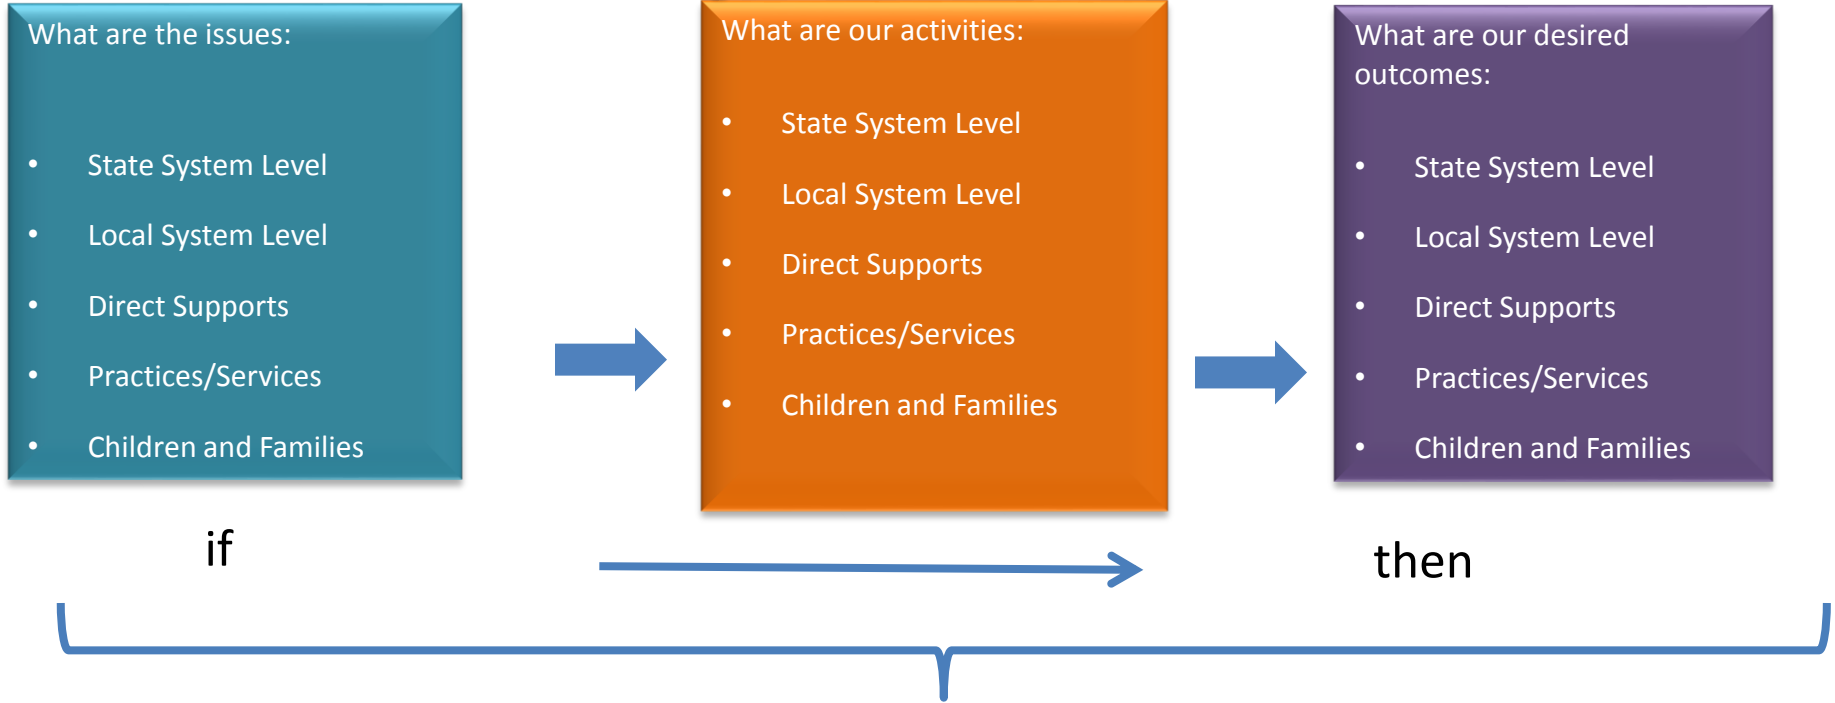 What are the issues:
• State System Level
• Local System Level
• Direct Supports
• Practices/Services
• Children and Families
What are our activities:
• State System Level
• Local System Level
• Direct Supports
• Practices/Services
• Children and Families
What are our desired
outcomes:
• State System Level
• Local System Level
• Direct Supports
• Practices/Services
• Children and Families
if
then